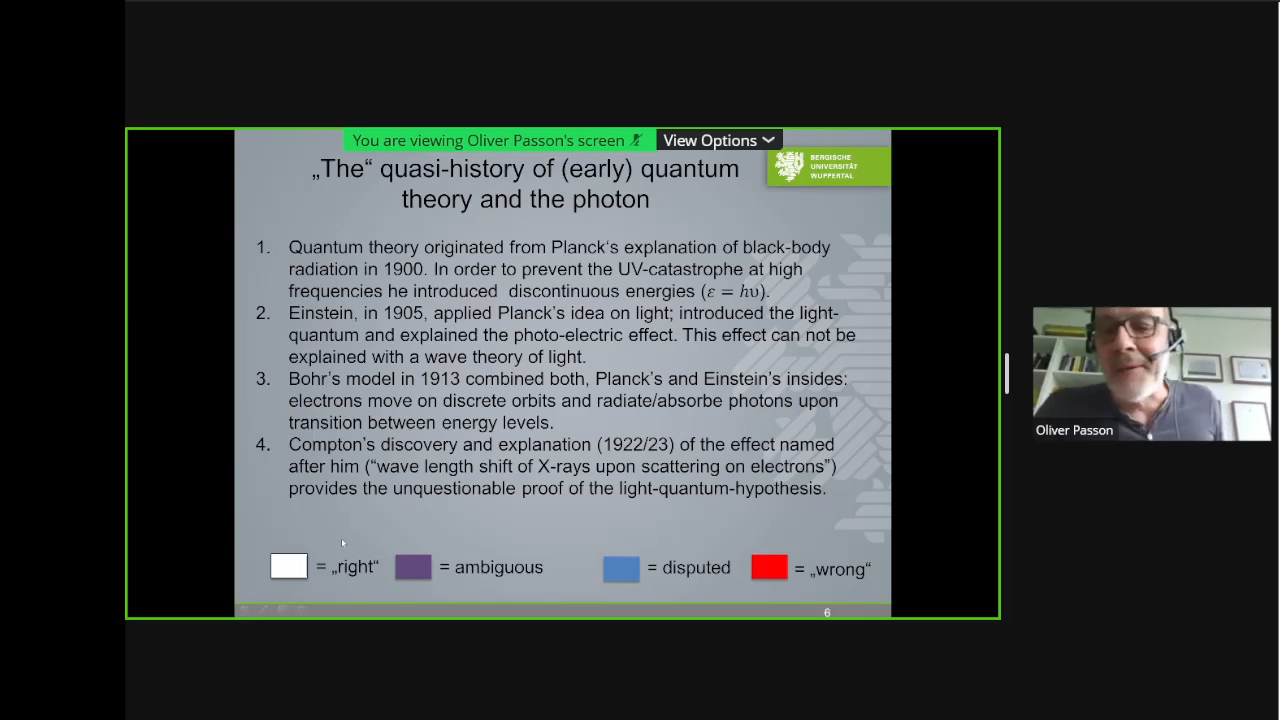 You are viewing Oliver Passon's screen
View Options
„The“ quasi-history of (early) quantum
theory and the photon
BERGISCHE
UNIVERSITÄT
WUPPERTAL
1. Quantum theory originated from Planck‘s explanation of black-body
radiation in 1900. In order to prevent the UV-catastrophe at high
frequencies he introduced discontinuous energies (ε = hυ).
2. Einstein, in 1905, applied Planck’s idea on light; introduced the light-
quantum and explained the photo-electric effect. This effect can not be
explained with a wave theory of light.
3. Bohr’s model in 1913 combined both, Planck’s and Einstein’s insides:
electrons move on discrete orbits and radiate/absorbe photons upon
transition between energy levels.
4. Compton’s discovery and explanation (1922/23) of the effect named
after him (“wave length shift of X-rays upon scattering on electrons”)
provides the unquestionable proof of the light-quantum-hypothesis.
= „right“
= ambiguous
= disputed
= „wrong“
6
Oliver Passon